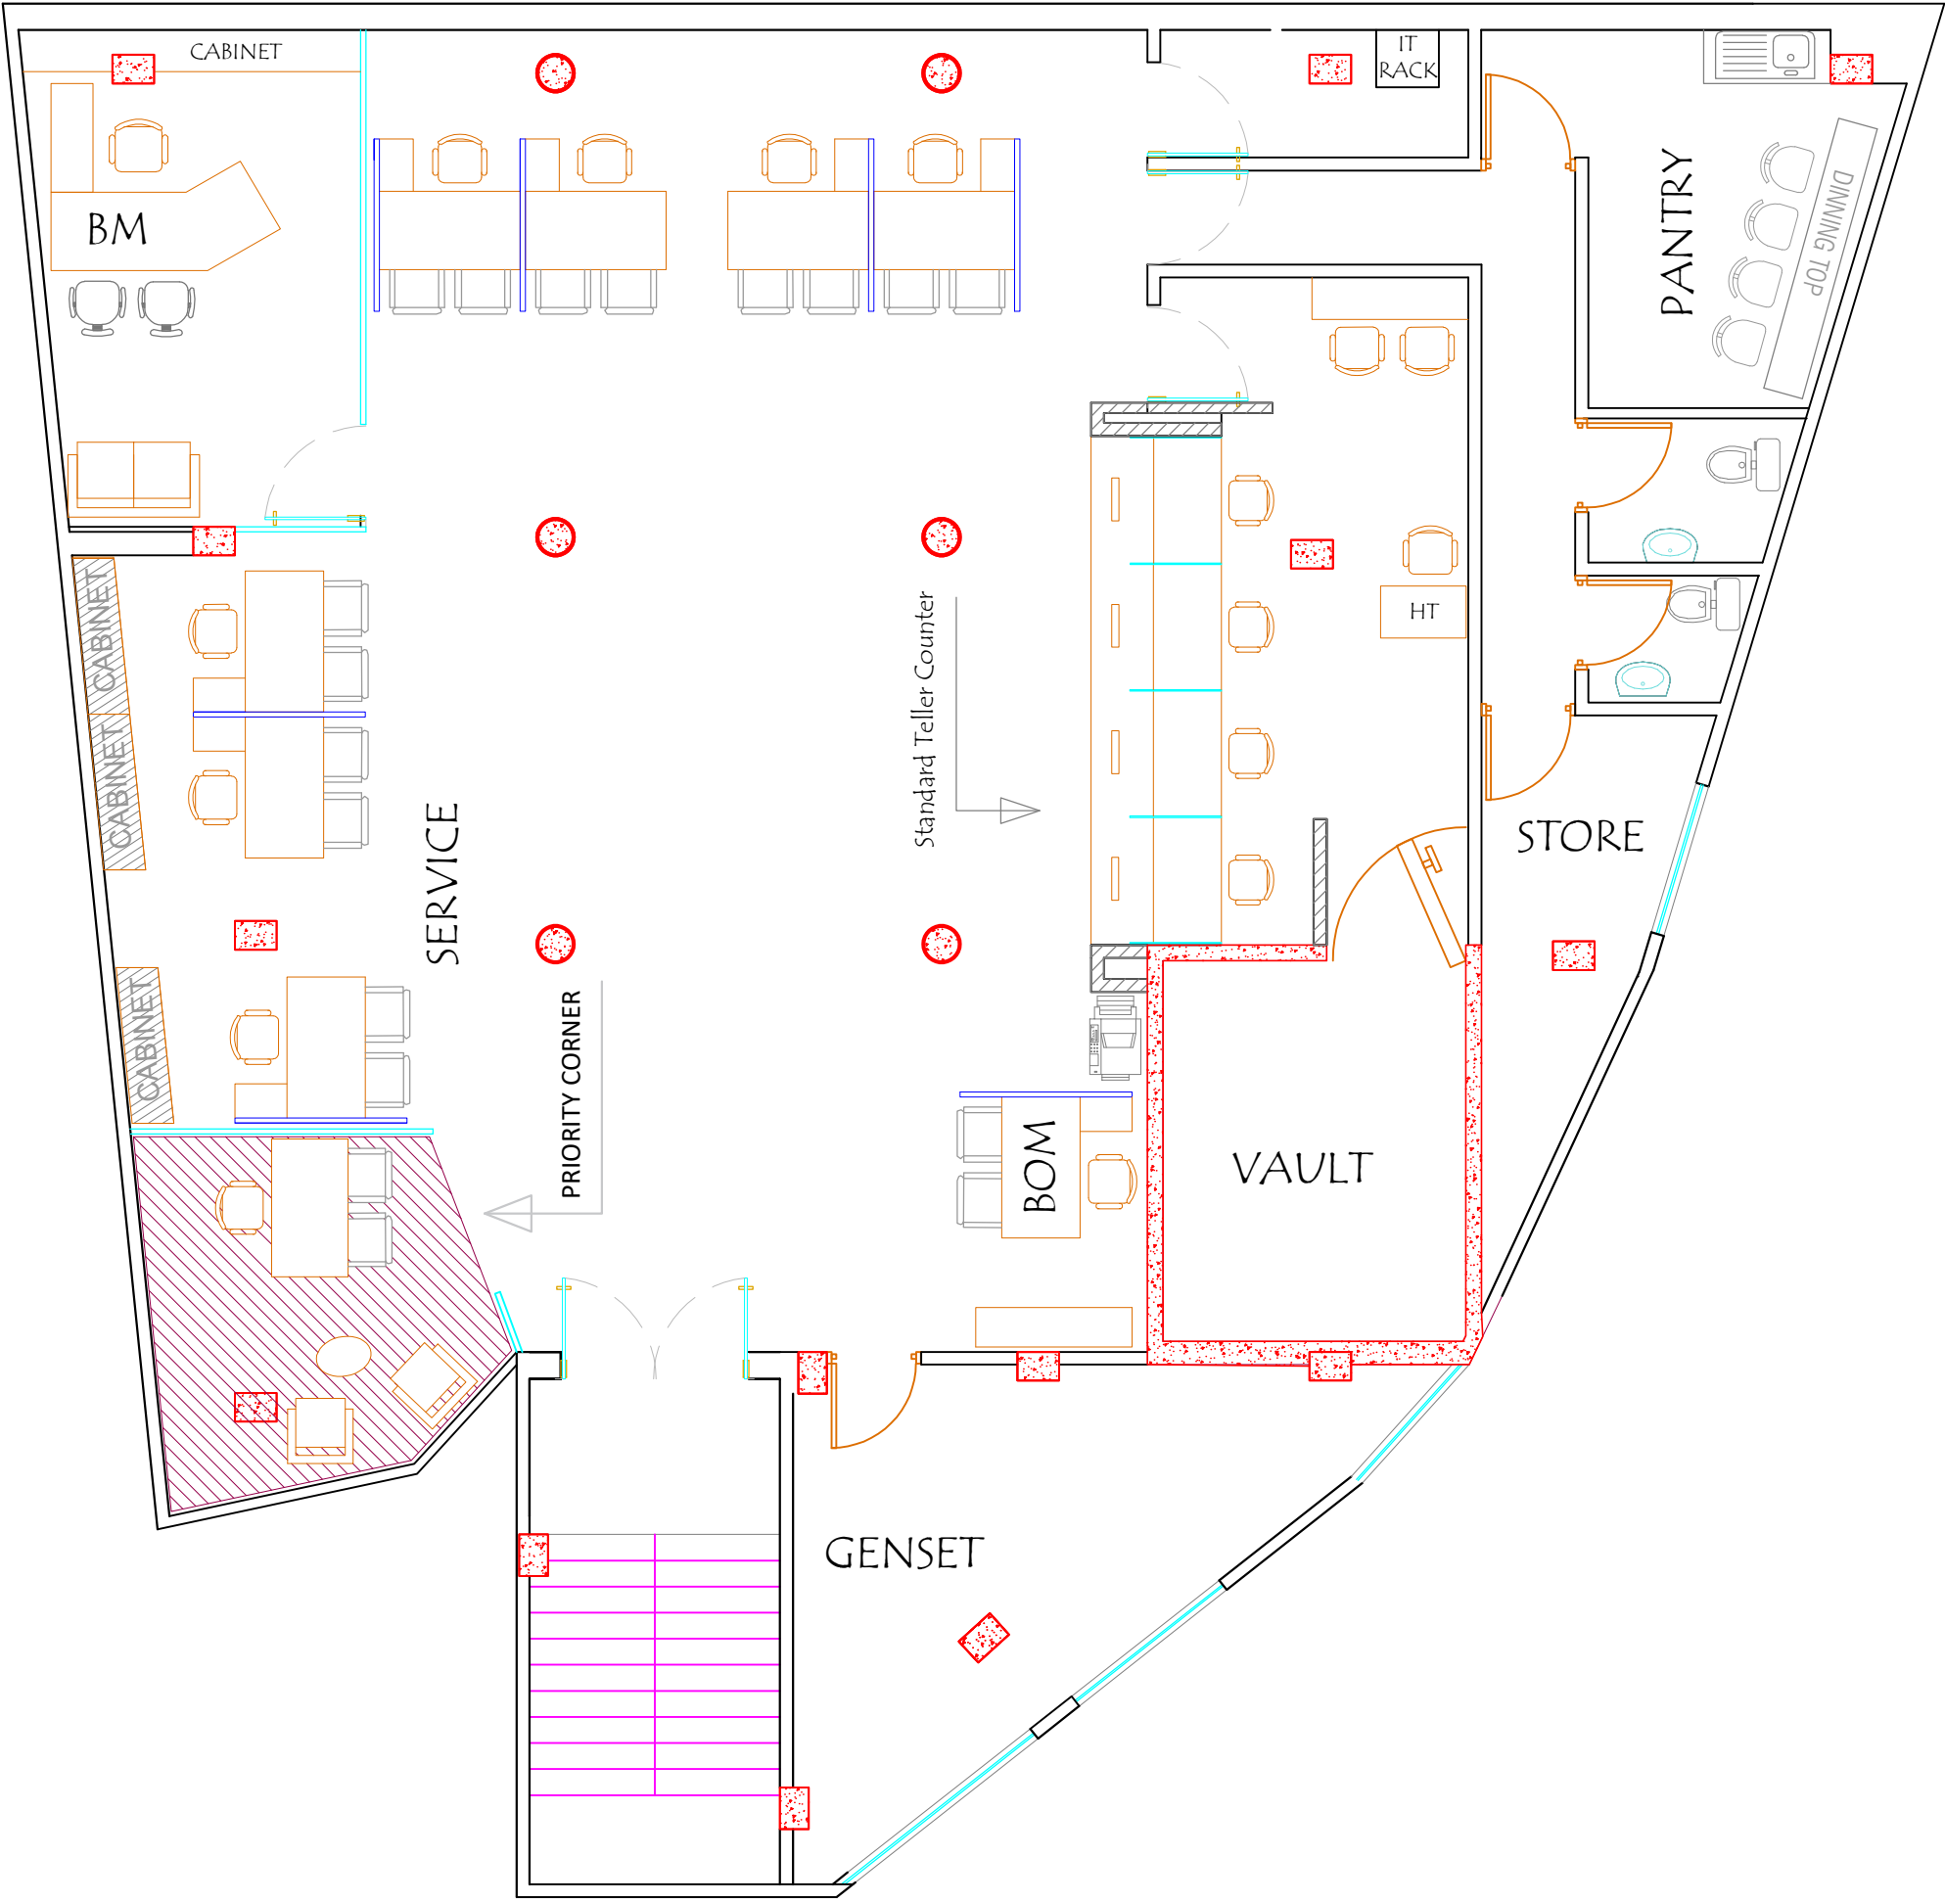 CABINET
IT
RACK
BM
PANTRY
DINING TOP
CABINET
CABINET
HT
Standard Teller Counter
SERVICE
STORE
CABINET
PRIORITY CORNER
BOM
VAULT
GENSET